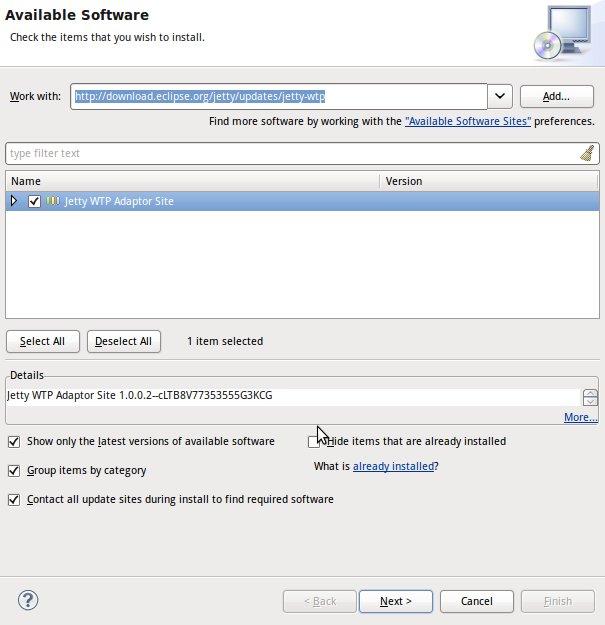 Available Software
Check the items that you wish to install.
Work with: http://download.eclipse.org/jetty/updates/jetty-wtp Add...
Find more software by working with the "Available Software Sites" preferences.
type filter text
Name Version
Jetty WTP Adaptor Site
Select All Deselect All 1 item selected
Details
Jetty WTP Adaptor Site 1.0.0.2--cLTB8V77353555G3KCG
More...
Show only the latest versions of available software Hide items that are already installed
Group items by category What is already installed?
Contact all update sites during install to find required software
? < Back Next > Cancel Finish